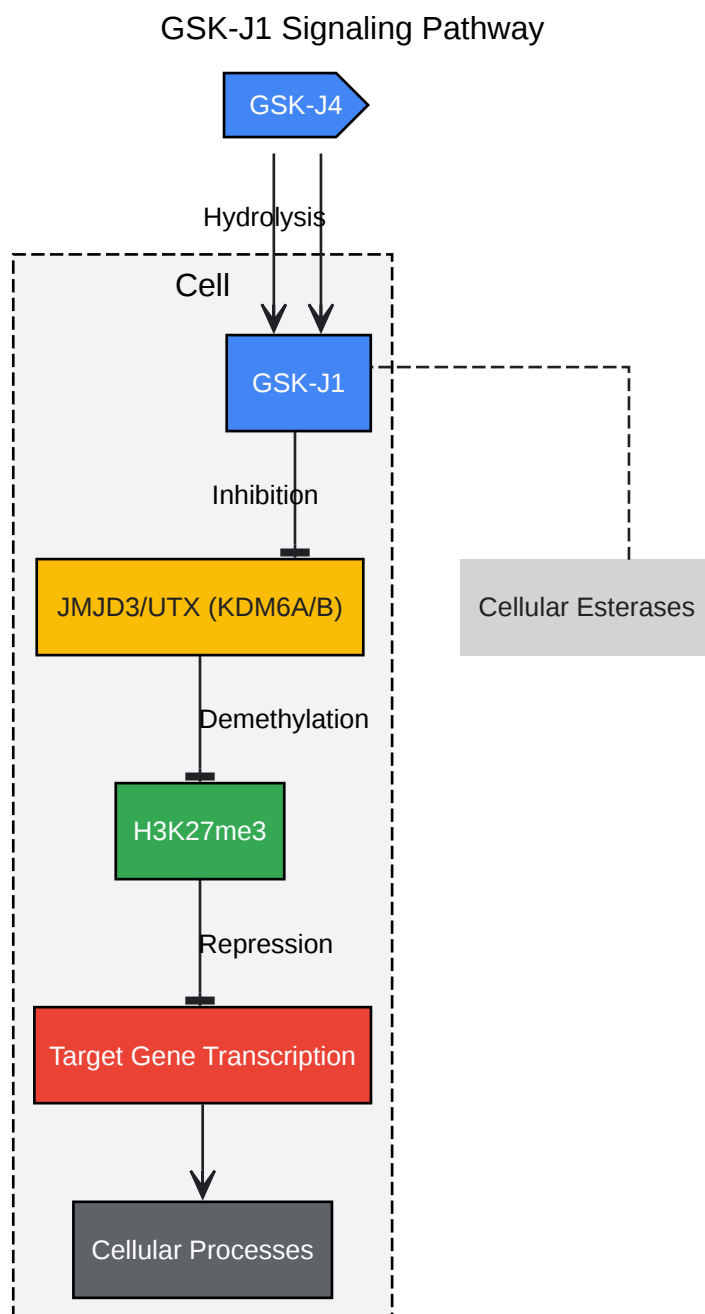 GSK-J1 Signaling Pathway
GSK-J4
Hydrolysis
Cell
GSK-J1
Inhibition
JMJD3/UTX (KDM6A/B)
Cellular Esterases
Demethylation
H3K27me3
Repression
Target Gene Transcription
Cellular Processes